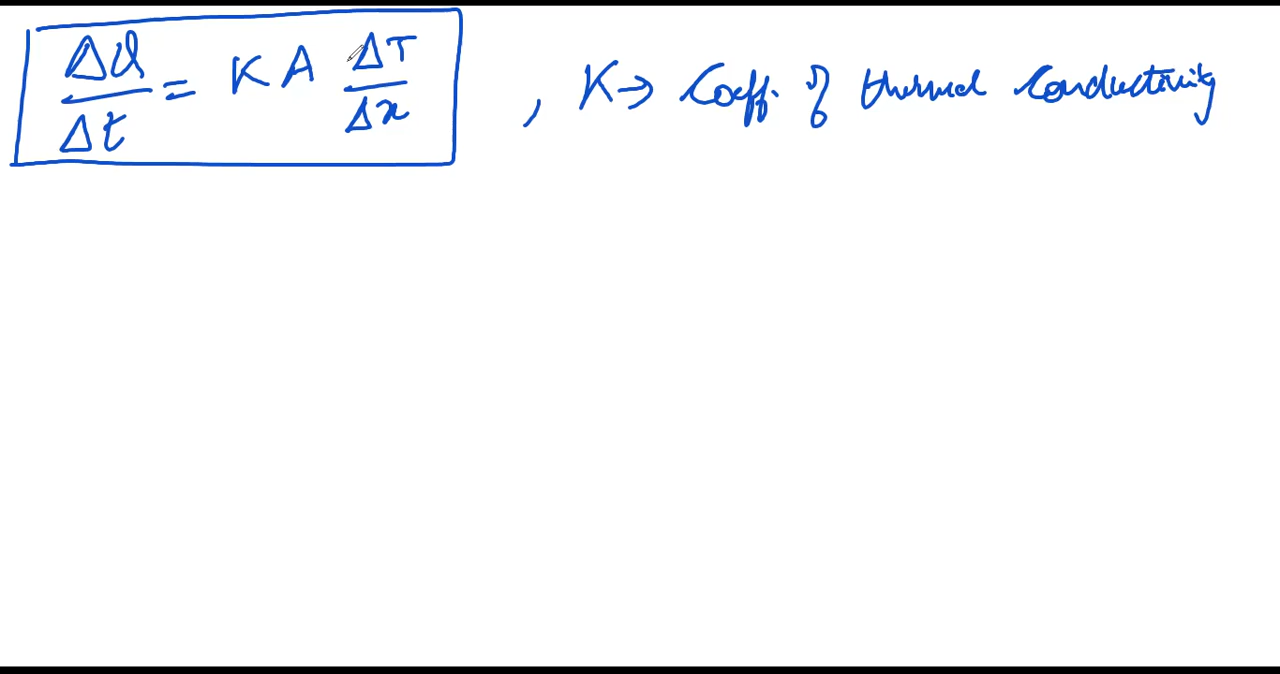 ΔQ/Δt = K A ΔT/Δx , K → Coeff. of thermal Conductivity